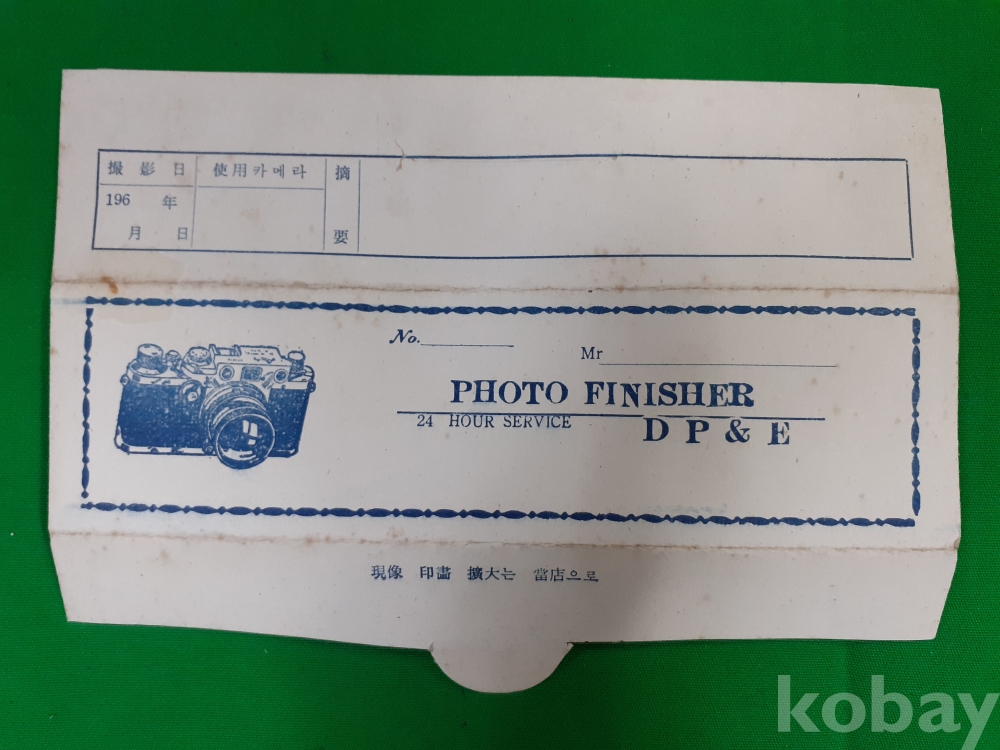 撮影日 使用카메라 摘要
196 年
月 日
No.
Mr
PHOTO FINISHER
24 HOUR SERVICE
D P & E
現像 印畵 擴大는 當店으로
kobay